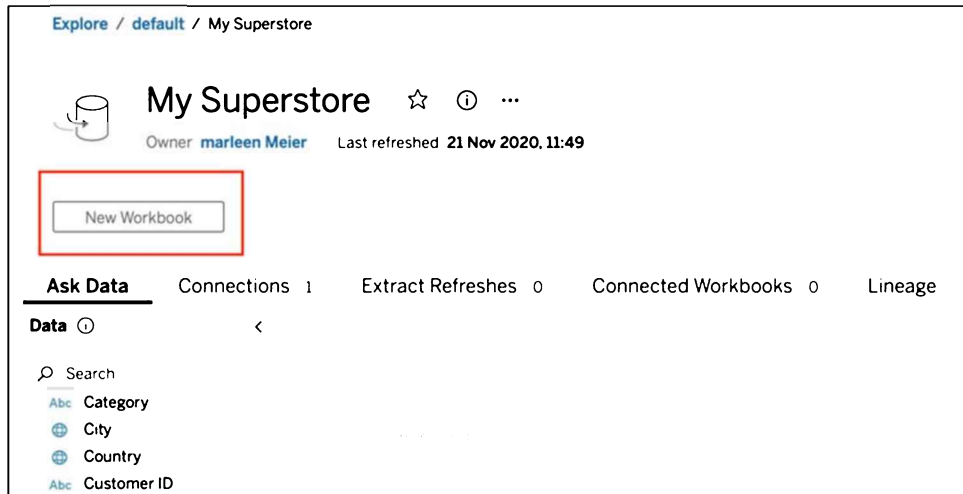 Explore / default / My Superstore
My Superstore
Owner marleen Meier Last refreshed 21 Nov 2020, 11:49
New Workbook
Ask Data Connections 1 Extract Refreshes 0 Connected Workbooks 0 Lineage
Data
Search
Abc Category
City
Country
Abc Customer ID